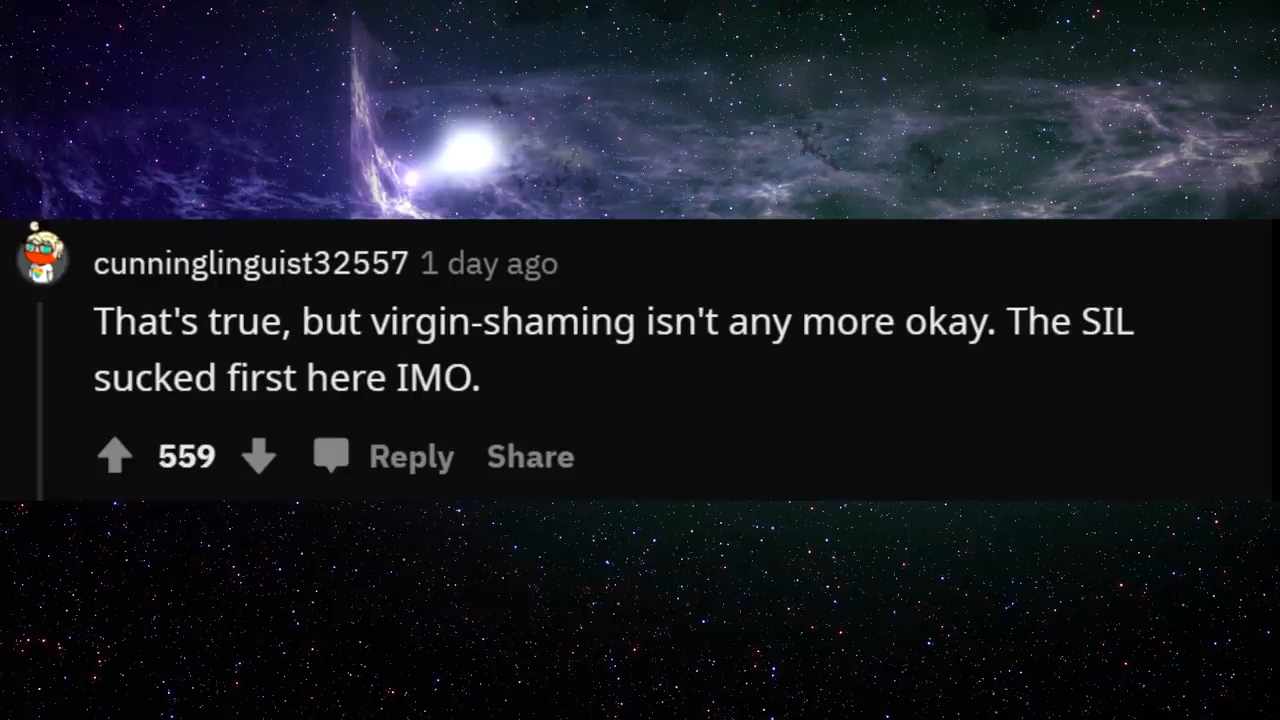 cunninglinguist32557 1 day ago
That's true, but virgin-shaming isn't any more okay. The SIL
sucked first here IMO.
559 Reply Share